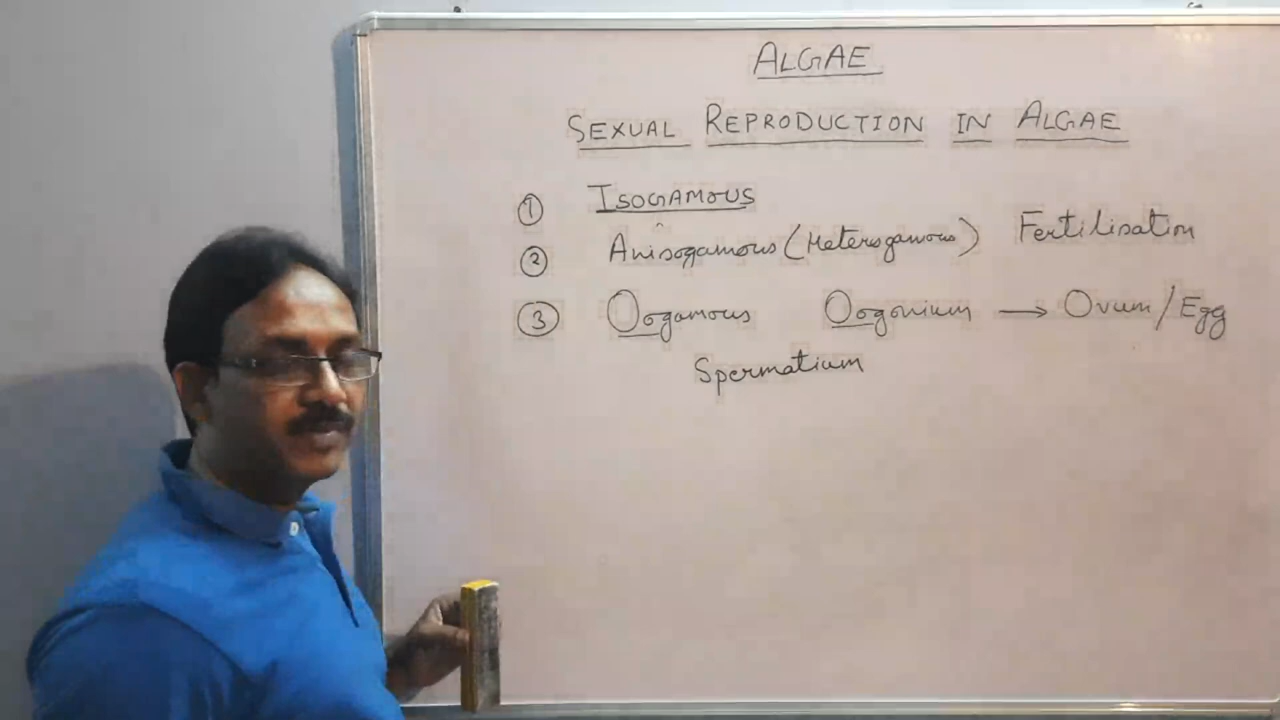 ALGAE
SEXUAL REPRODUCTION IN ALGAE
① ISOGAMOUS
② Anisogamous (Heterogamous) Fertilisation
③ Oogamous Oogonium → Ovum/Egg
Spermatium